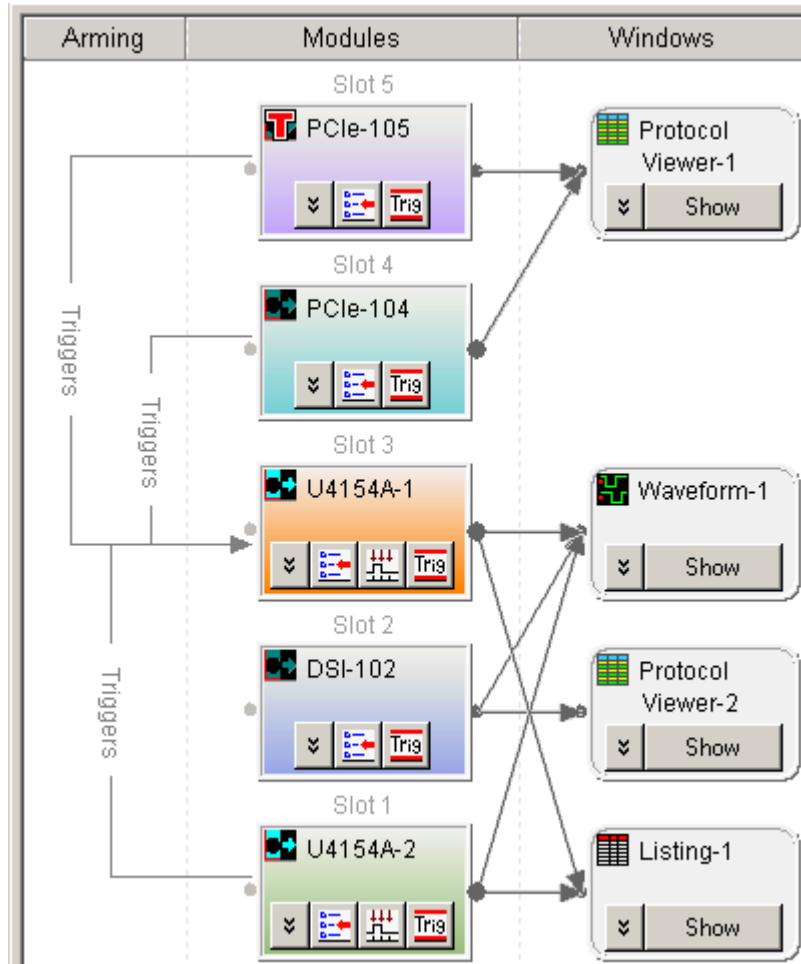 Arming
Modules
Windows
Slot 5
PCIe-105
Trig
Protocol
Viewer-1
Show
Slot 4
PCIe-104
Trig
Triggers
Triggers
Slot 3
U4154A-1
Trig
Waveform-1
Show
Slot 2
DSI-102
Trig
Protocol
Viewer-2
Show
Triggers
Slot 1
U4154A-2
Trig
Listing-1
Show